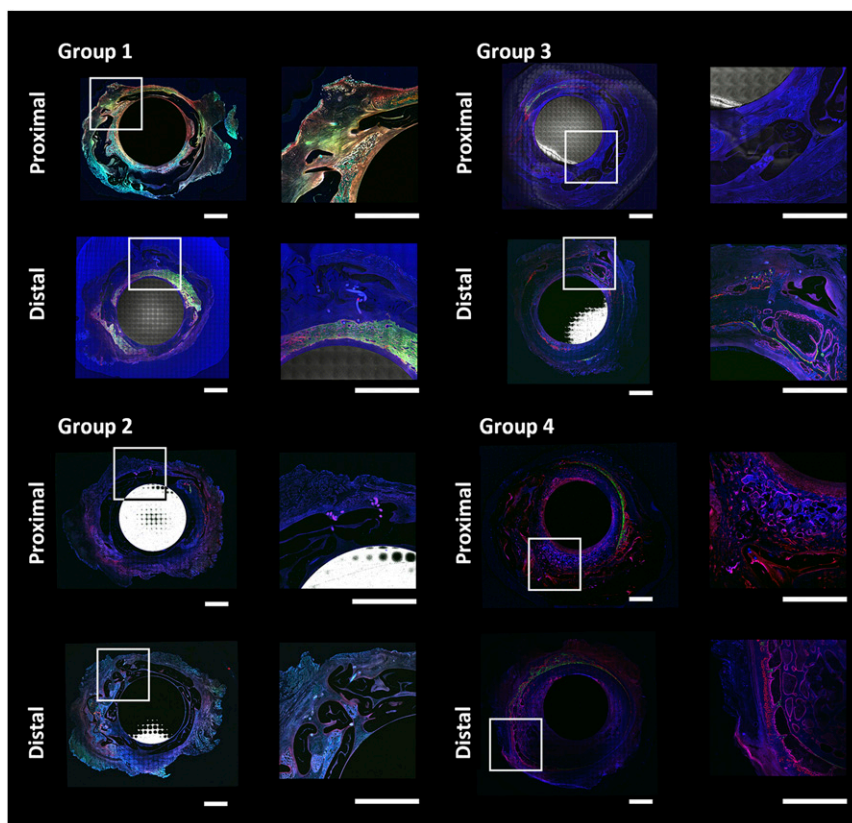 Group 1
Proximal
Distal
Group 2
Proximal
Distal
Group 3
Proximal
Distal
Group 4
Proximal
Distal